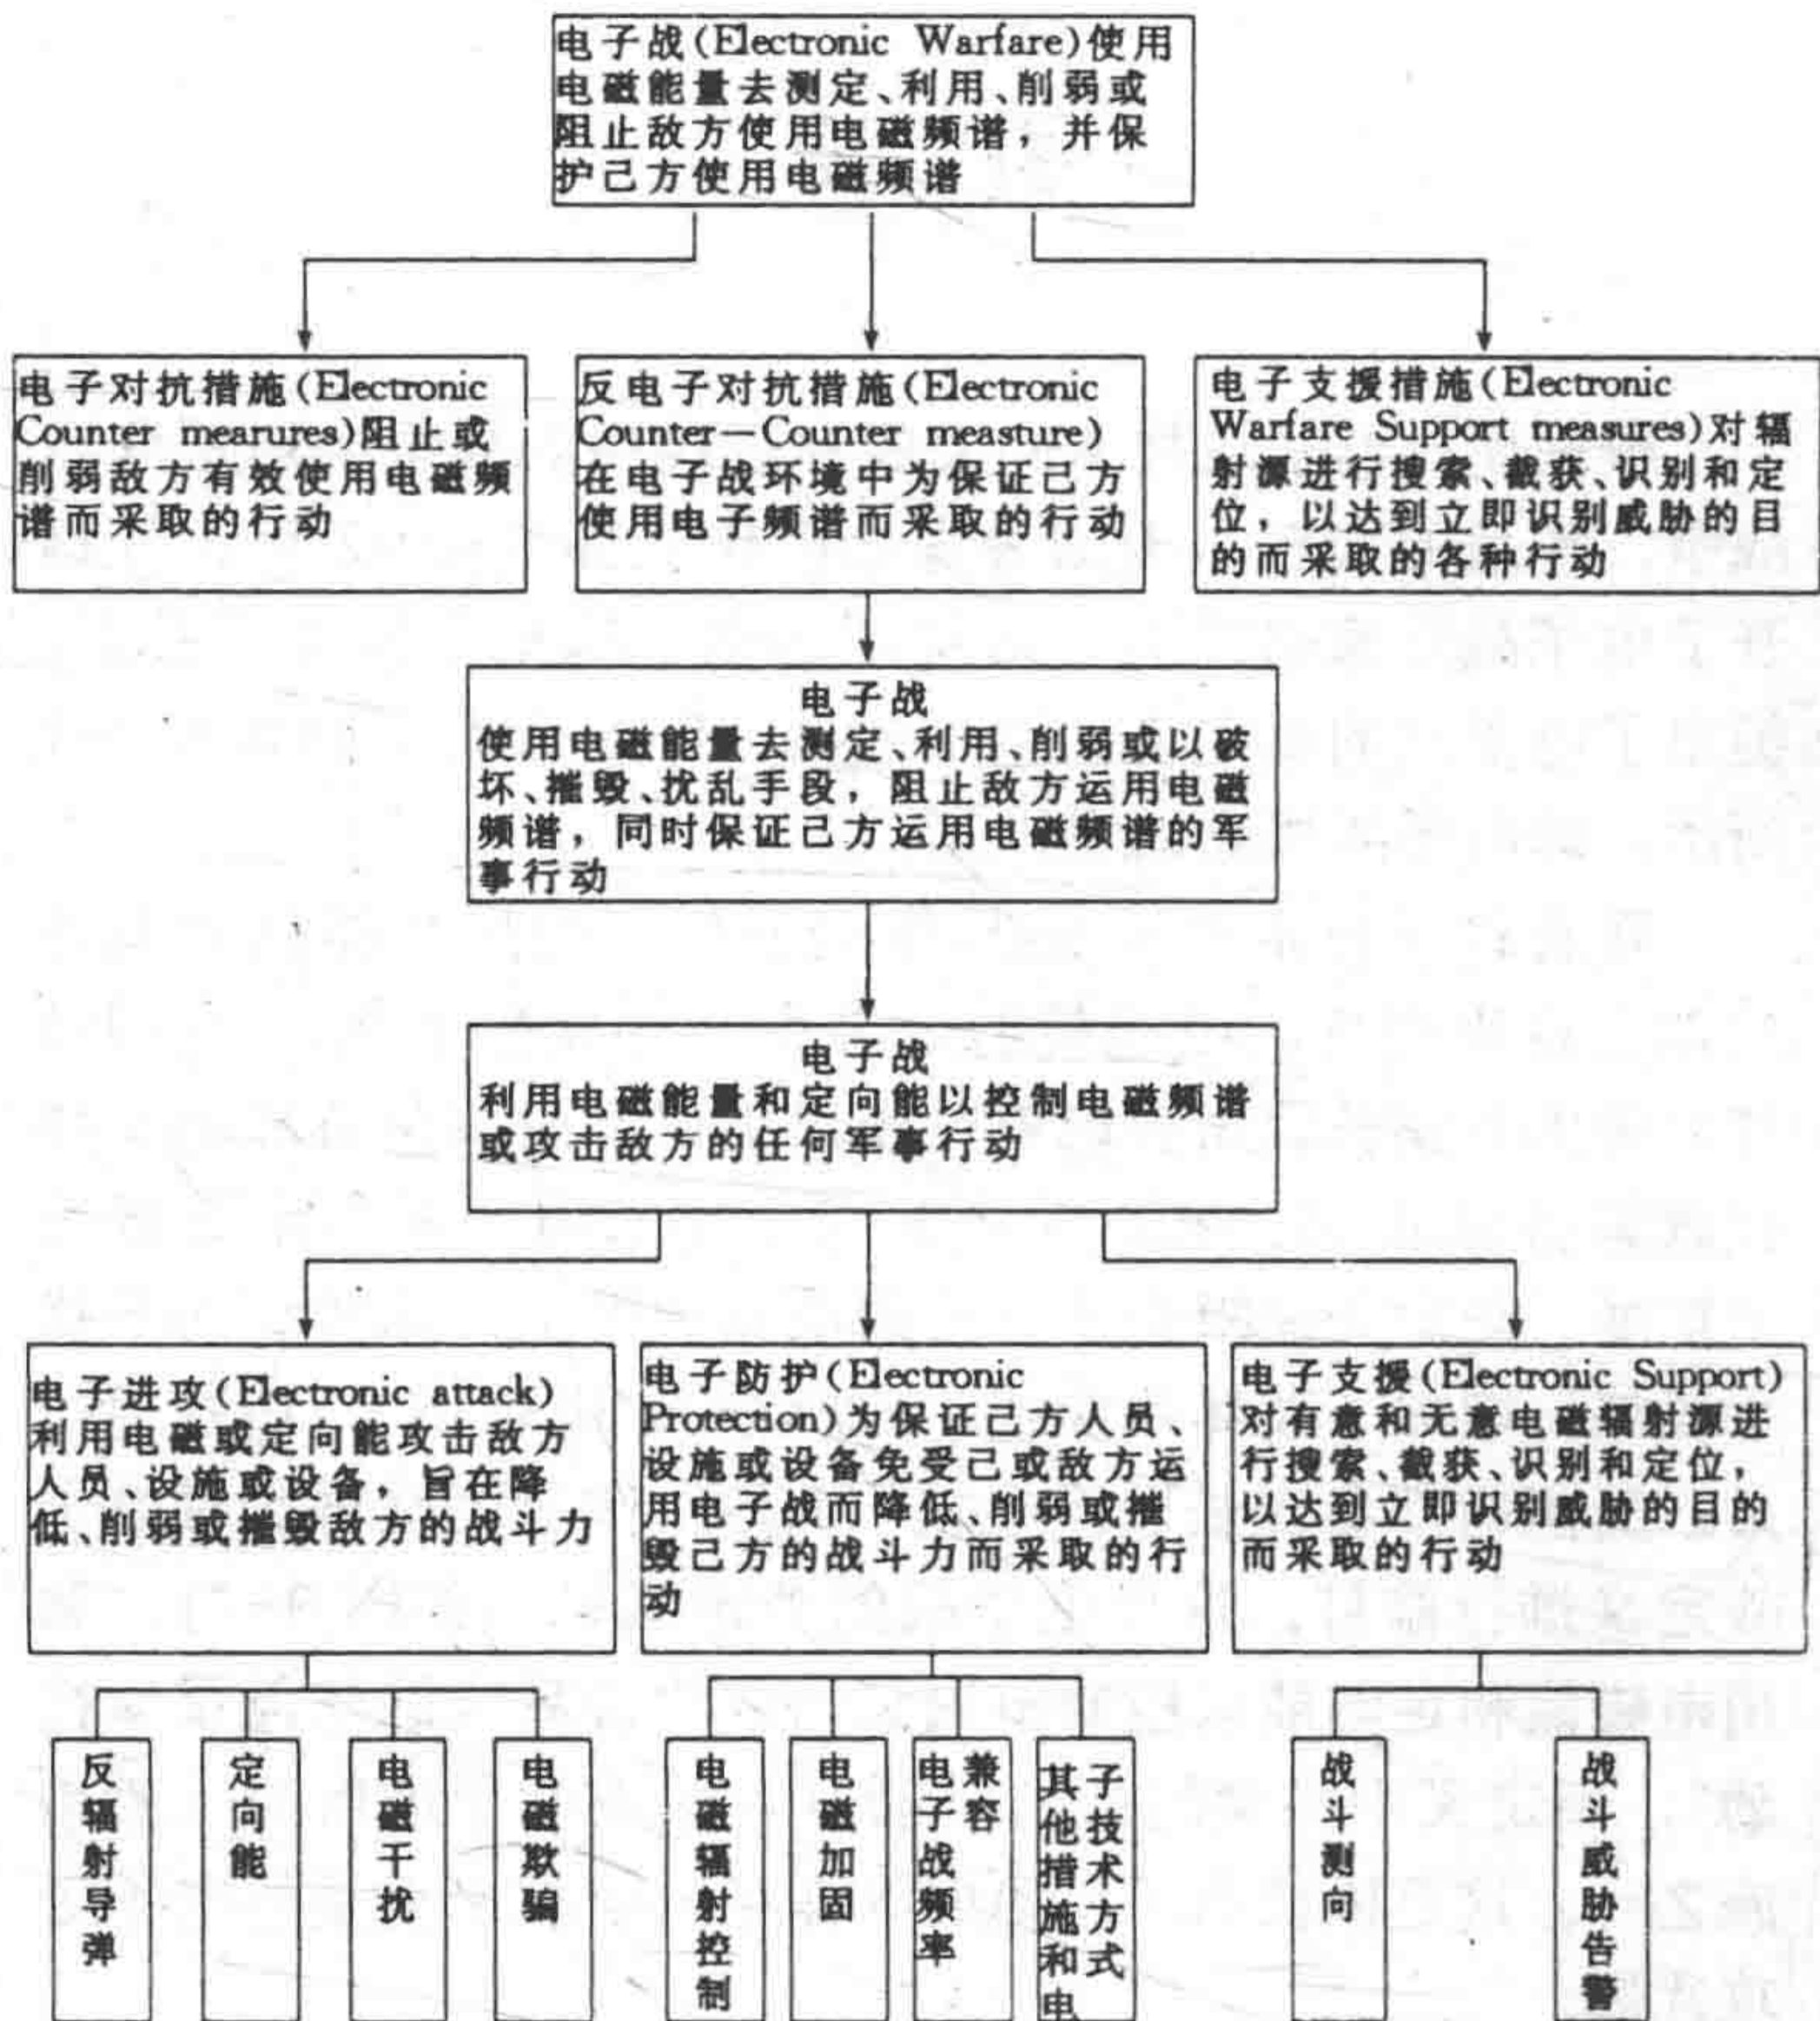 电子战(Electronic Warfare)使用
电磁能量去测定、利用、削弱或
阻止敌方使用电磁频谱，并保
护己方使用电磁频谱
电子对抗措施(Electronic
Counter mearures)阻止或
削弱敌方有效使用电磁频
谱而采取的行动
反电子对抗措施(Electronic
Counter—Counter measture)
在电子战环境中为保证己方
使用电子频谱而采取的行动
电子支援措施(Electronic
Warfare Support measures)对辐
射源进行搜索、截获、识别和定
位，以达到立即识别威胁的目
的而采取的各种行动
电子战
使用电磁能量去测定、利用、削弱或以破
坏、摧毁、扰乱手段，阻止敌方运用电磁
频谱，同时保证己方运用电磁频谱的军
事行动
电子战
利用电磁能量和定向能以控制电磁频谱
或攻击敌方的任何军事行动
电子进攻(Electronic attack)
利用电磁或定向能攻击敌方
人员、设施或设备，旨在降
低、削弱或摧毁敌方的战斗力
电子防护(Electronic
Protection)为保证己方人员、
设施或设备免受己或敌方运
用电子战而降低、削弱或摧
毁己方的战斗力而采取的行
动
电子支援(Electronic Support)
对有意和无意电磁辐射源进
行搜索、截获、识别和定位，
以达到立即识别威胁的目的
而采取的行动
反辐射导弹
定向能
电磁干扰
电磁欺骗
电磁辐射控制
电磁加固
电子战频率
兼容
其他措施和电
子技术方式
战斗测向
战斗威胁告警